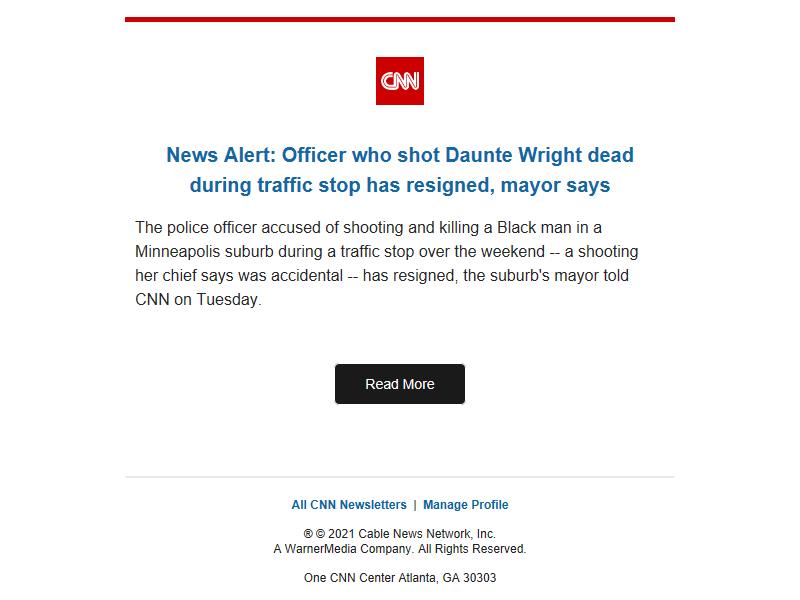 CNN
News Alert: Officer who shot Daunte Wright dead
during traffic stop has resigned, mayor says
The police officer accused of shooting and killing a Black man in a
Minneapolis suburb during a traffic stop over the weekend -- a shooting
her chief says was accidental -- has resigned, the suburb's mayor told
CNN on Tuesday.
Read More
All CNN Newsletters | Manage Profile
® © 2021 Cable News Network, Inc.
A WarnerMedia Company. All Rights Reserved.
One CNN Center Atlanta, GA 30303